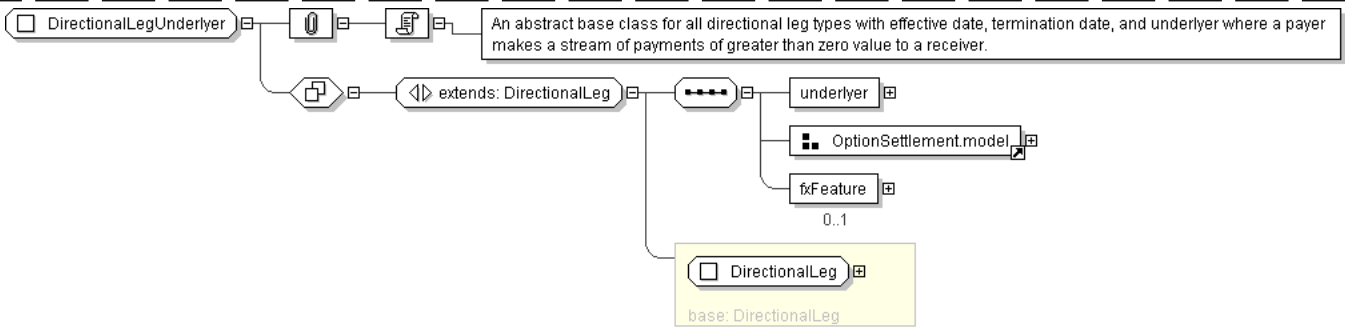 DirectionalLegUnderlyer
An abstract base class for all directional leg types with effective date, termination date, and underlyer where a payer
makes a stream of payments of greater than zero value to a receiver.
extends: DirectionalLeg
underlyer
OptionSettlement.model
fxFeature
0..1
DirectionalLeg
base: DirectionalLeg